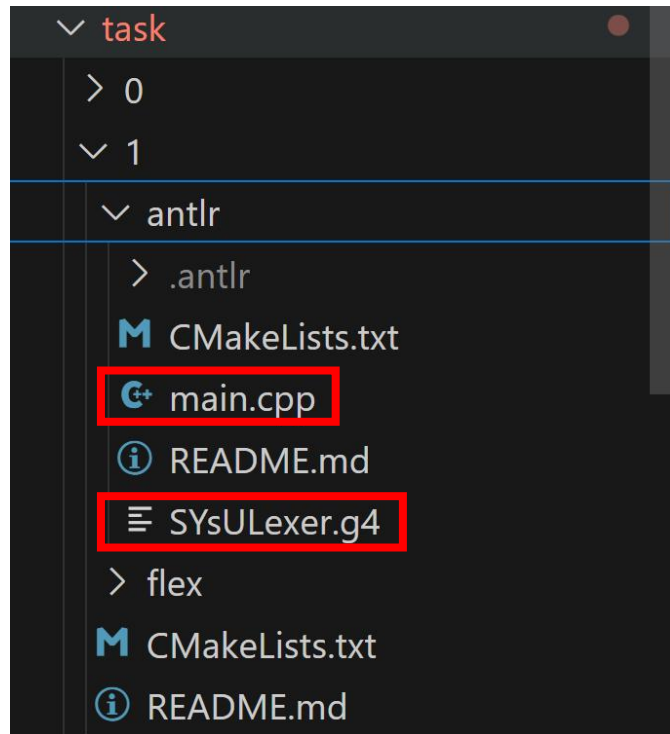 task
0
1
antlr
.antlr
CMakeLists.txt
main.cpp
README.md
SYsULexer.g4
flex
CMakeLists.txt
README.md